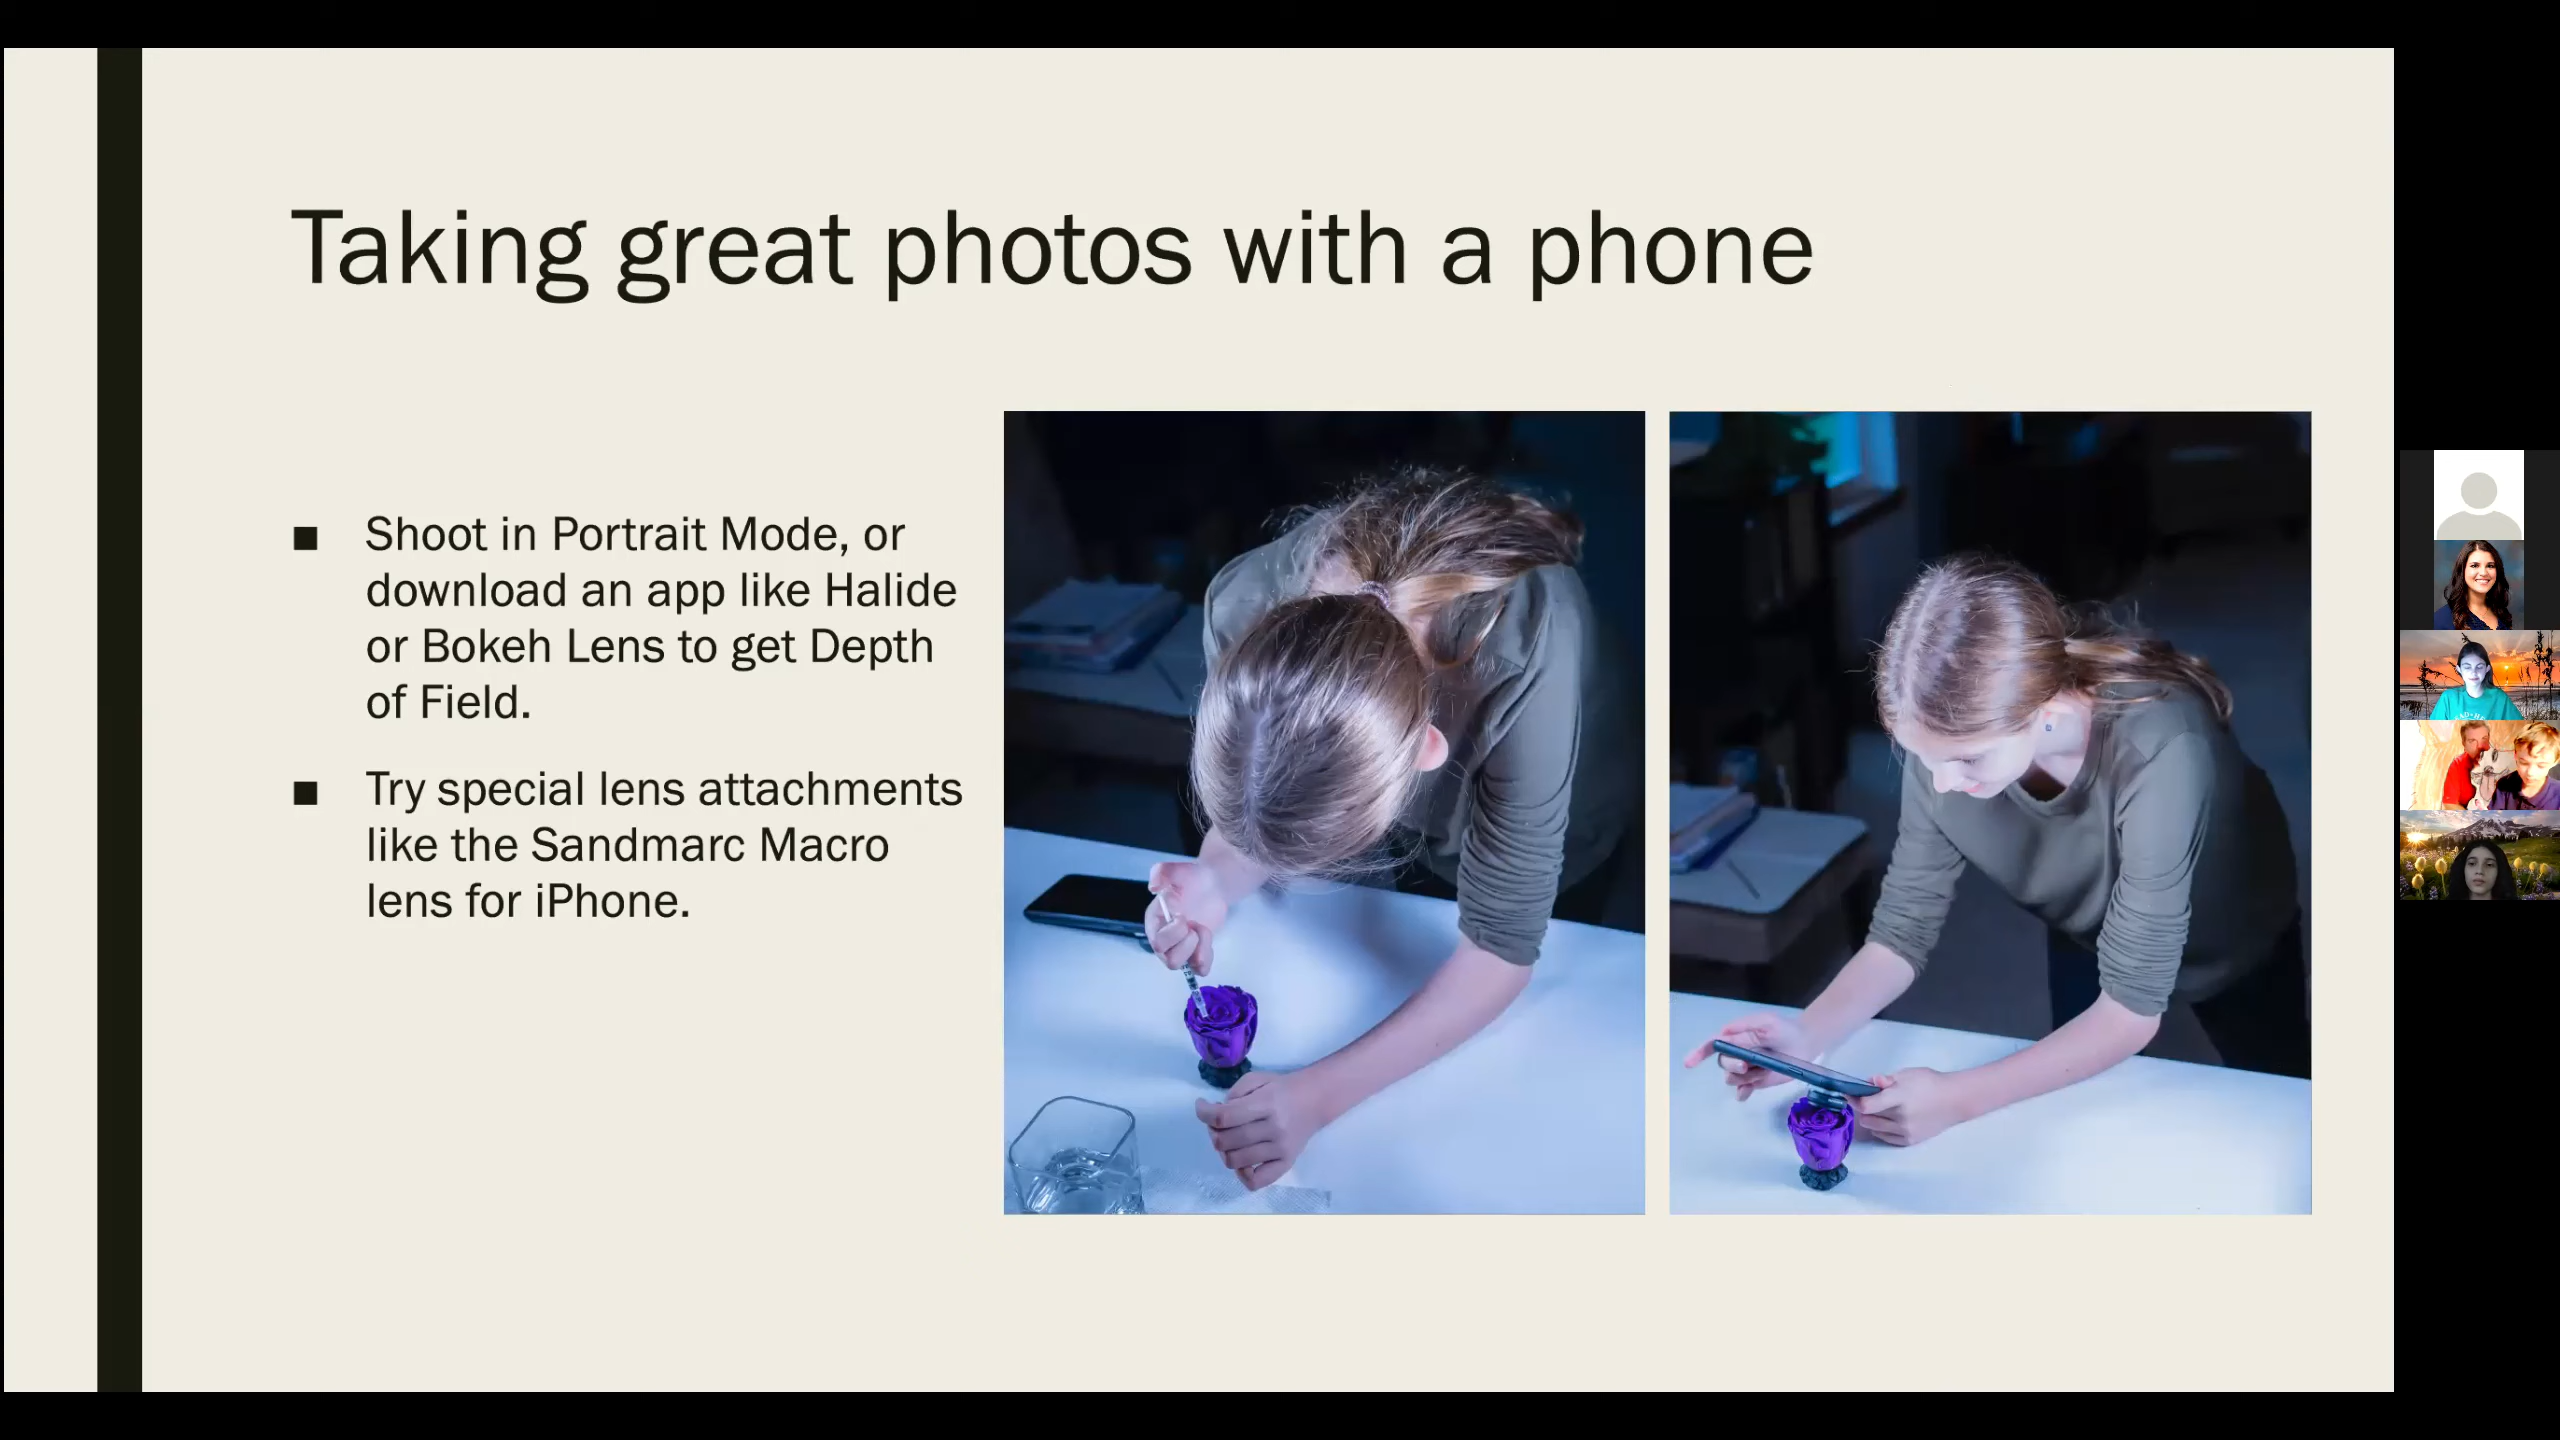 Taking great photos with a phone
■ Shoot in Portrait Mode, or
download an app like Halide
or Bokeh Lens to get Depth
of Field.
■ Try special lens attachments
like the Sandmarc Macro
lens for iPhone.